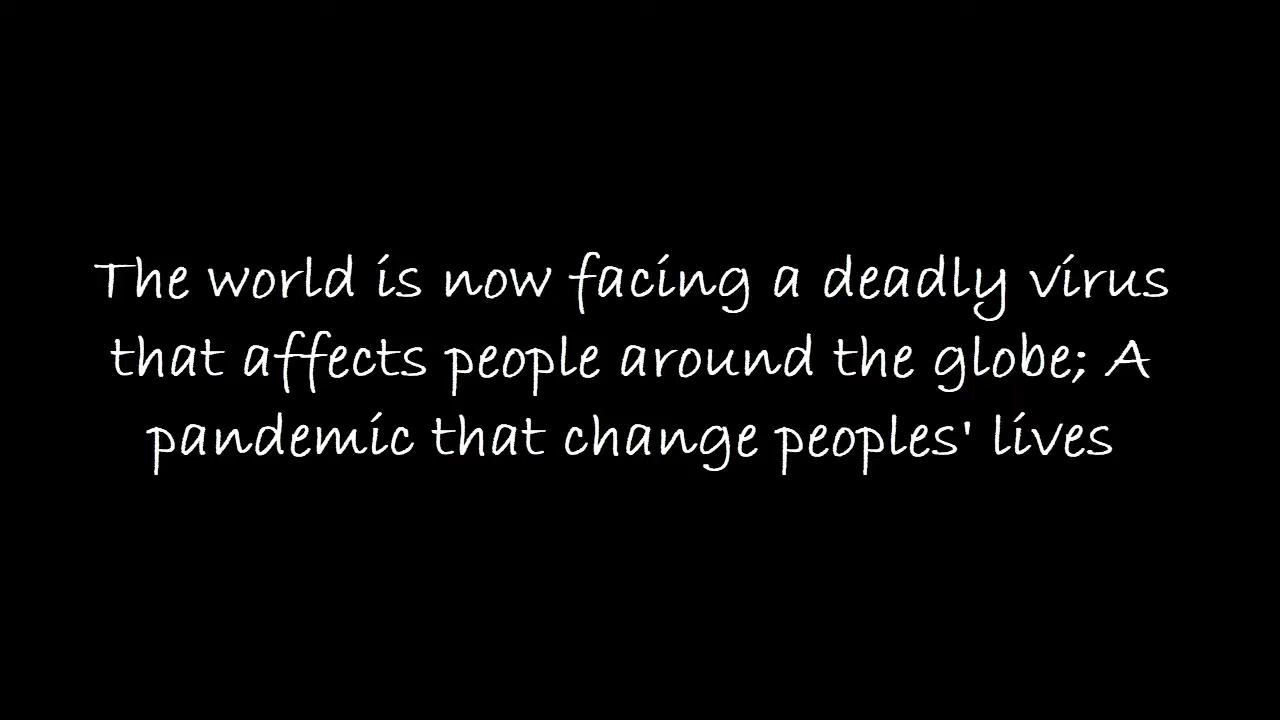 The world is now facing a deadly virus
that affects people around the globe; A
pandemic that change peoples' lives